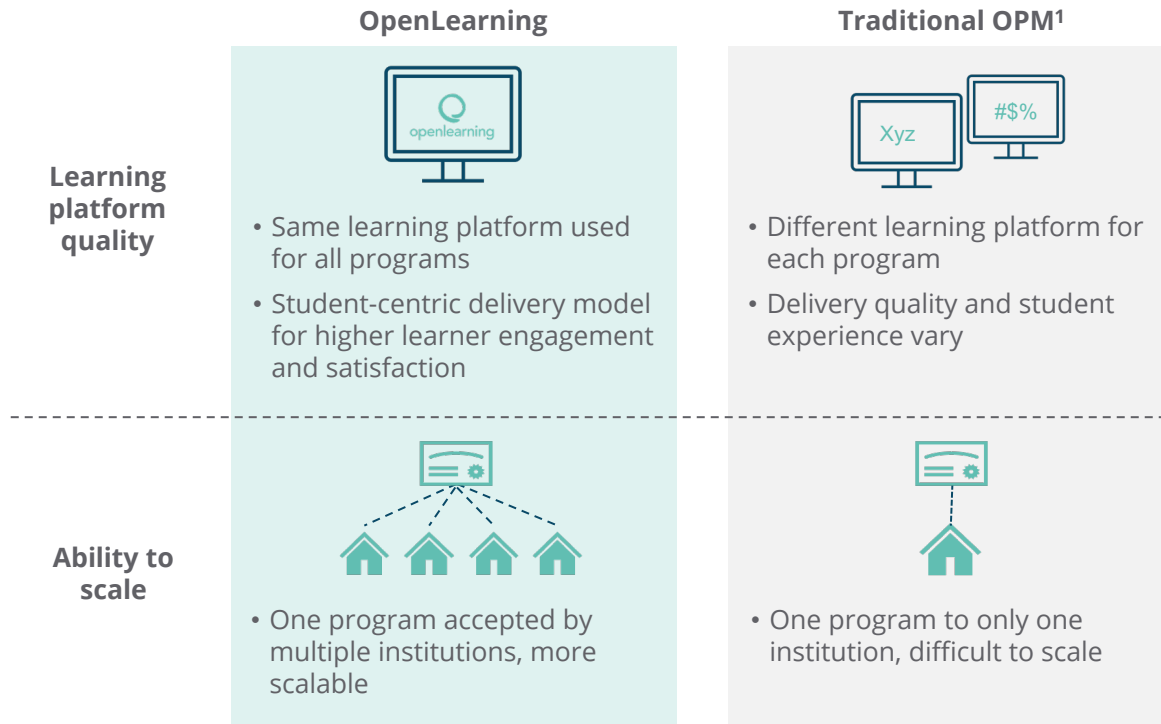 OpenLearning
Traditional OPM¹
Learning
platform
quality
openlearning
• Same learning platform used
for all programs
• Student-centric delivery model
for higher learner engagement
and satisfaction
Xyz
#$%
• Different learning platform for
each program
• Delivery quality and student
experience vary
Ability to
scale
• One program accepted by
multiple institutions, more
scalable
• One program to only one
institution, difficult to scale